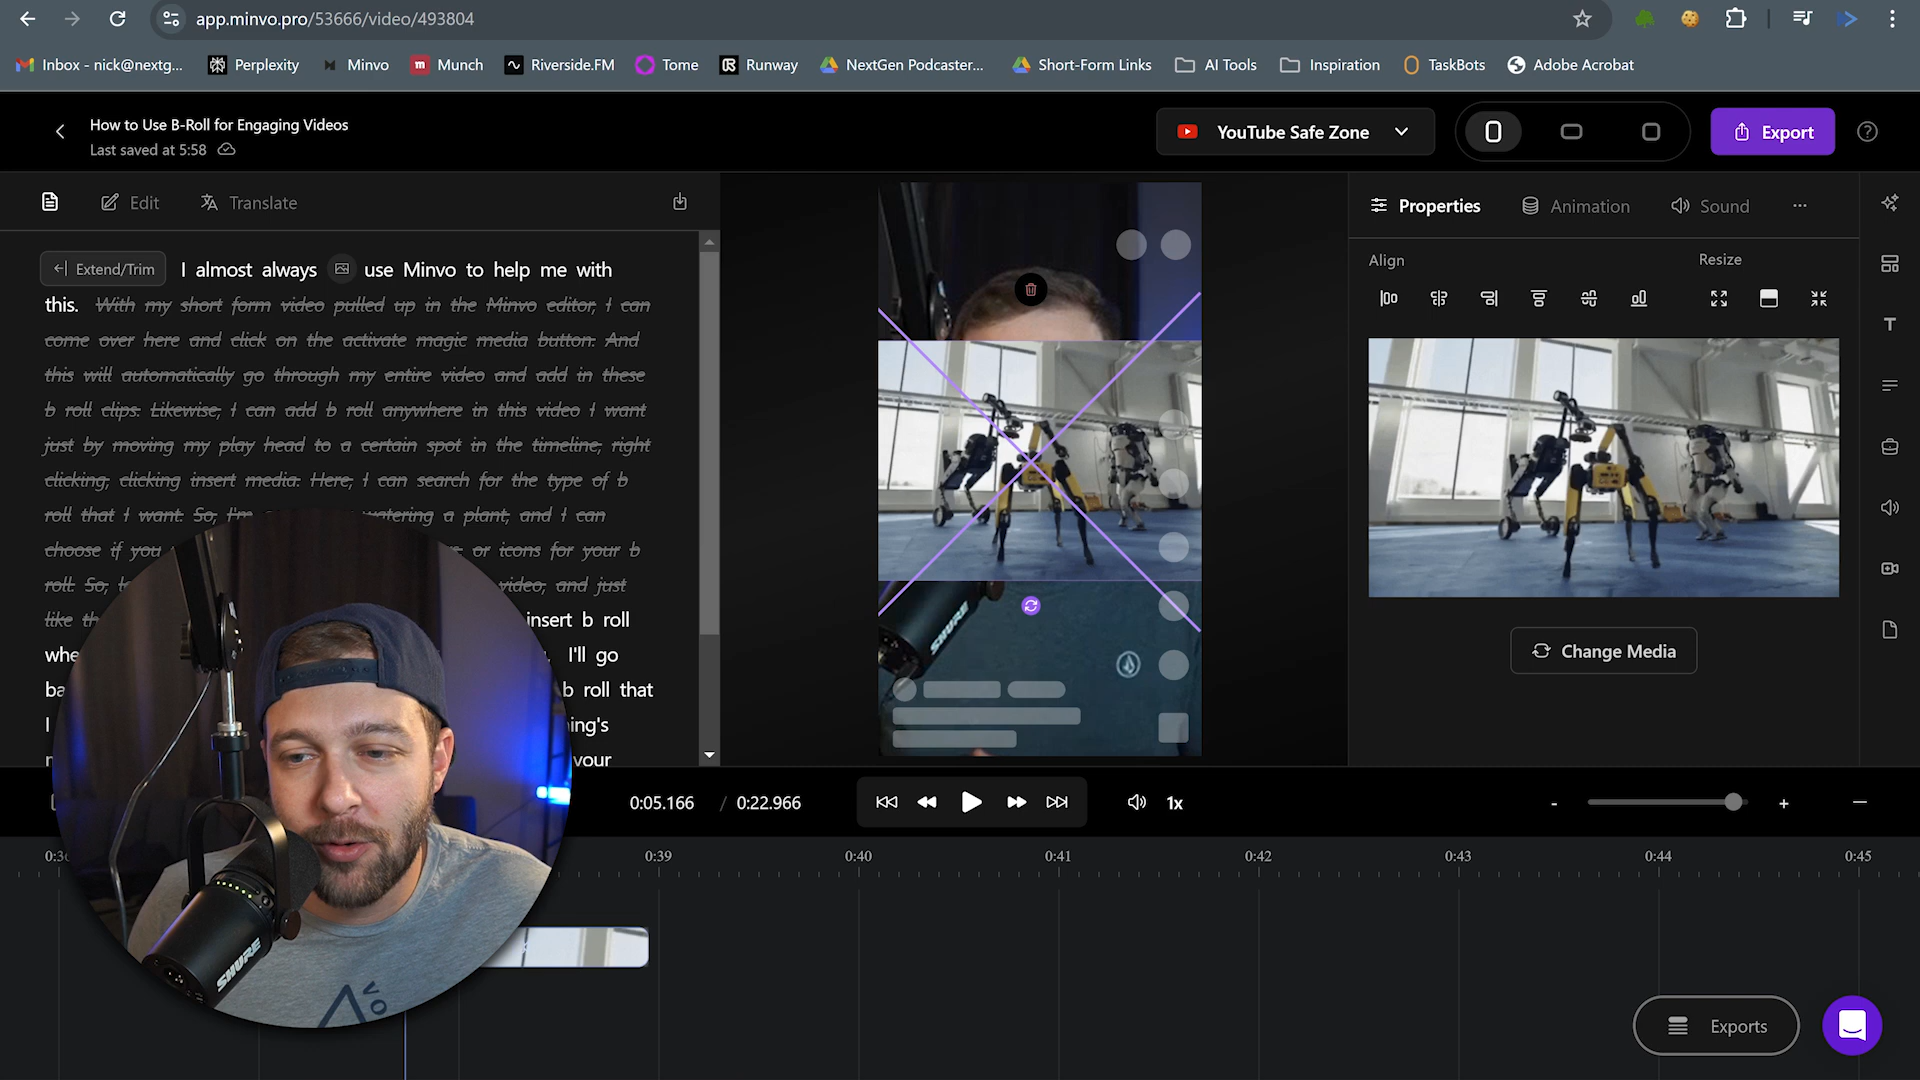 app.minvo.pro/53666/video/493804
Inbox - nick@nextg... Perplexity Minvo Munch Riverside.FM Tome Runway NextGen Podcaster... Short-Form Links AI Tools Inspiration TaskBots Adobe Acrobat
How to Use B-Roll for Engaging Videos
Last saved at 5:58
YouTube Safe Zone
Export
Edit Translate
Properties Animation Sound
Extend/Trim I almost always use Minvo to help me with
this. With my short form video pulled up in the Minvo editor, I can
come over here and click on the activate magic media button. And
this will automatically go through my entire video and add in these
b roll clips. Likewise, I can add b roll anywhere in this video I want
just by moving my play head to a certain spot in the timeline, right
clicking, clicking insert media. Here, I can search for the type of b
roll that I want. So, I'm watering a plant, and I can
choose if you or icons for your b
roll. So, video, and just
like insert b roll
I'll go
b roll that
I
your
Align
Resize
Change Media
SHURE
0:05.166 / 0:22.966
1x
- +
0:39 0:40 0:41 0:42 0:43 0:44 0:45
SHURE
VO
Exports